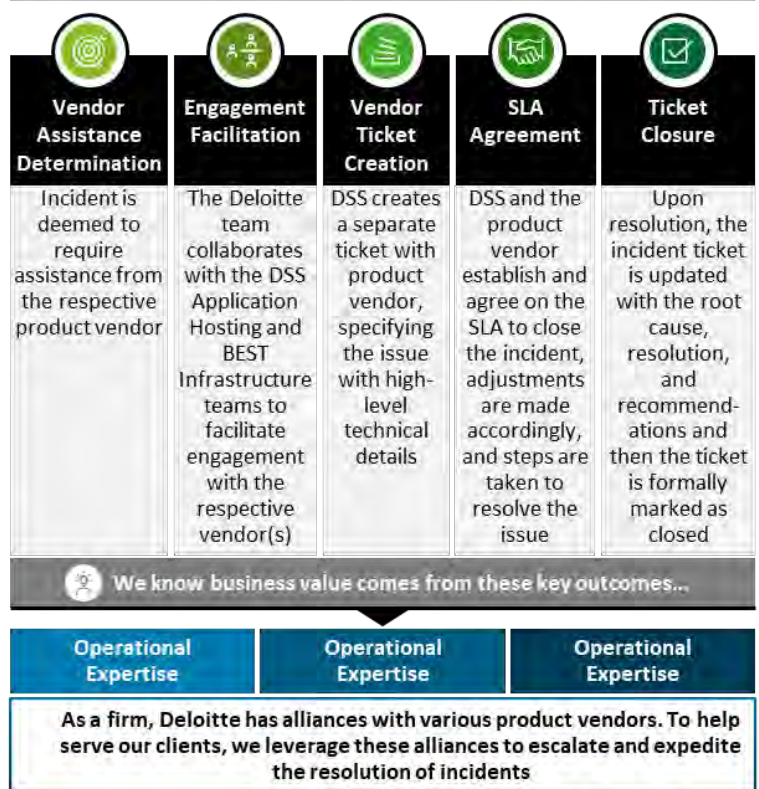 Vendor
Assistance
Determination
Incident is
deemed to
require
assistance from
the respective
product vendor
Engagement
Facilitation
The Deloitte
team
collaborates
with the DSS
Application
Hosting and
BEST
Infrastructure
teams to
facilitate
engagement
with the
respective
vendor(s)
Vendor
Ticket
Creation
DSS creates
a separate
ticket with
product
vendor,
specifying
the issue
with high-
level
technical
details
SLA
Agreement
DSS and the
product
vendor
establish and
agree on the
SLA to close
the incident,
adjustments
are made
accordingly,
and steps are
taken to
resolve the
issue
Ticket
Closure
Upon
resolution, the
incident ticket
is updated
with the root
cause,
resolution,
and
recommend-
ations and
then the ticket
is formally
marked as
closed
We know business value comes from these key outcomes...
Operational
Expertise
Operational
Expertise
Operational
Expertise
As a firm, Deloitte has alliances with various product vendors. To help
serve our clients, we leverage these alliances to escalate and expedite
the resolution of incidents